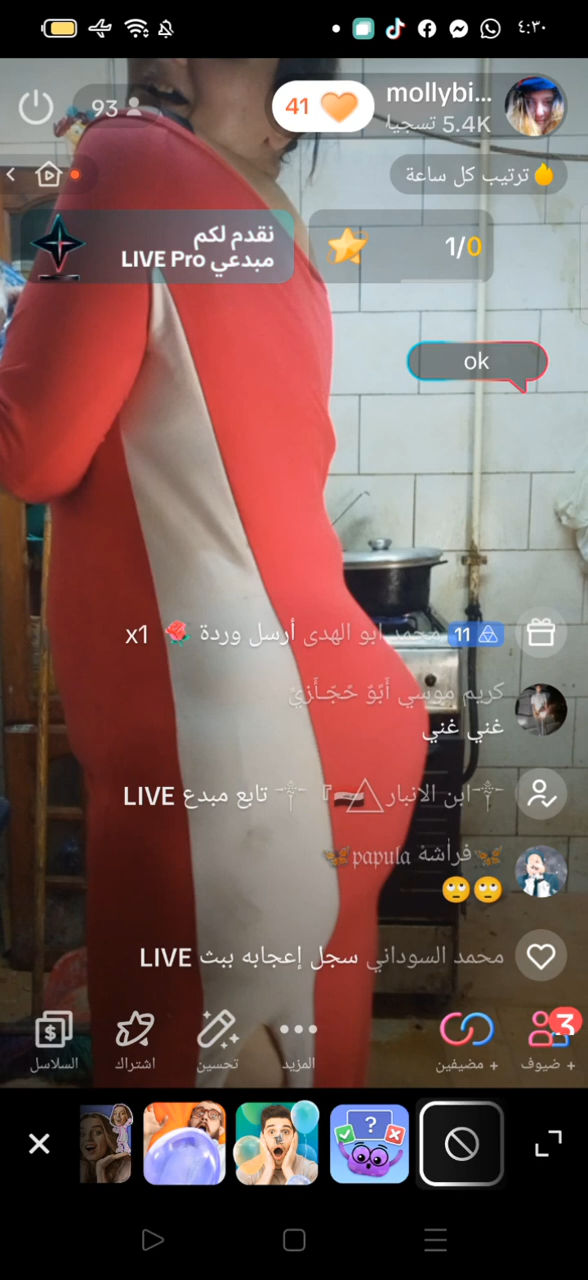 ٤:٣٠
mollybi...
5.4K تسجيلا
41
93
ترتيب كل ساعة
نقدم لكم
مبدعي LIVE Pro
1/0
ok
11 محمد ابو الهدى أرسل وردة x1
كريم موسي أَبَوٌ حًجَـأَزيَ
غني غني
ابن الانبار تابع مبدع LIVE
فراشة papula
محمد السوداني سجل إعجابه ببث LIVE
3
+ ضيوف
+ مضيفين
المزيد
تحسين
اشتراك
السلاسل